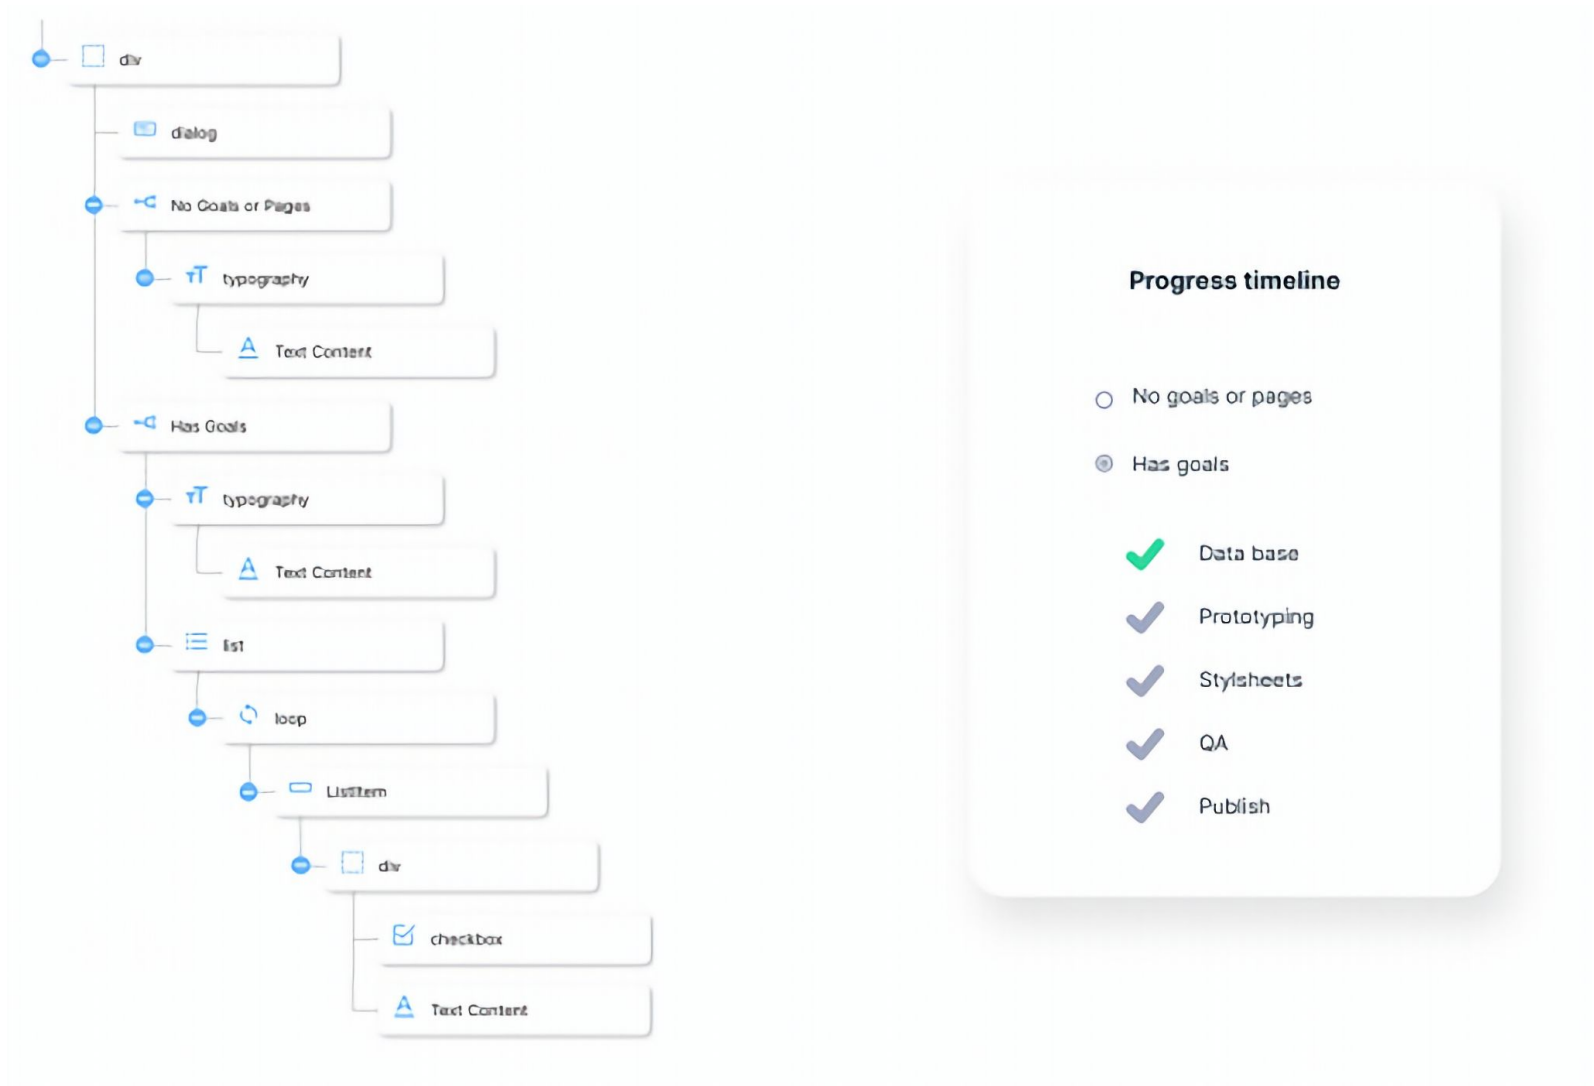 div
dialog
No Goals or Pages
typography
Text Content
Has Goals
typography
Text Content
list
loop
ListItem
div
checkbox
Text Content
Progress timeline
No goals or pages
Has goals
Data base
Prototyping
Stylsheets
QA
Publish